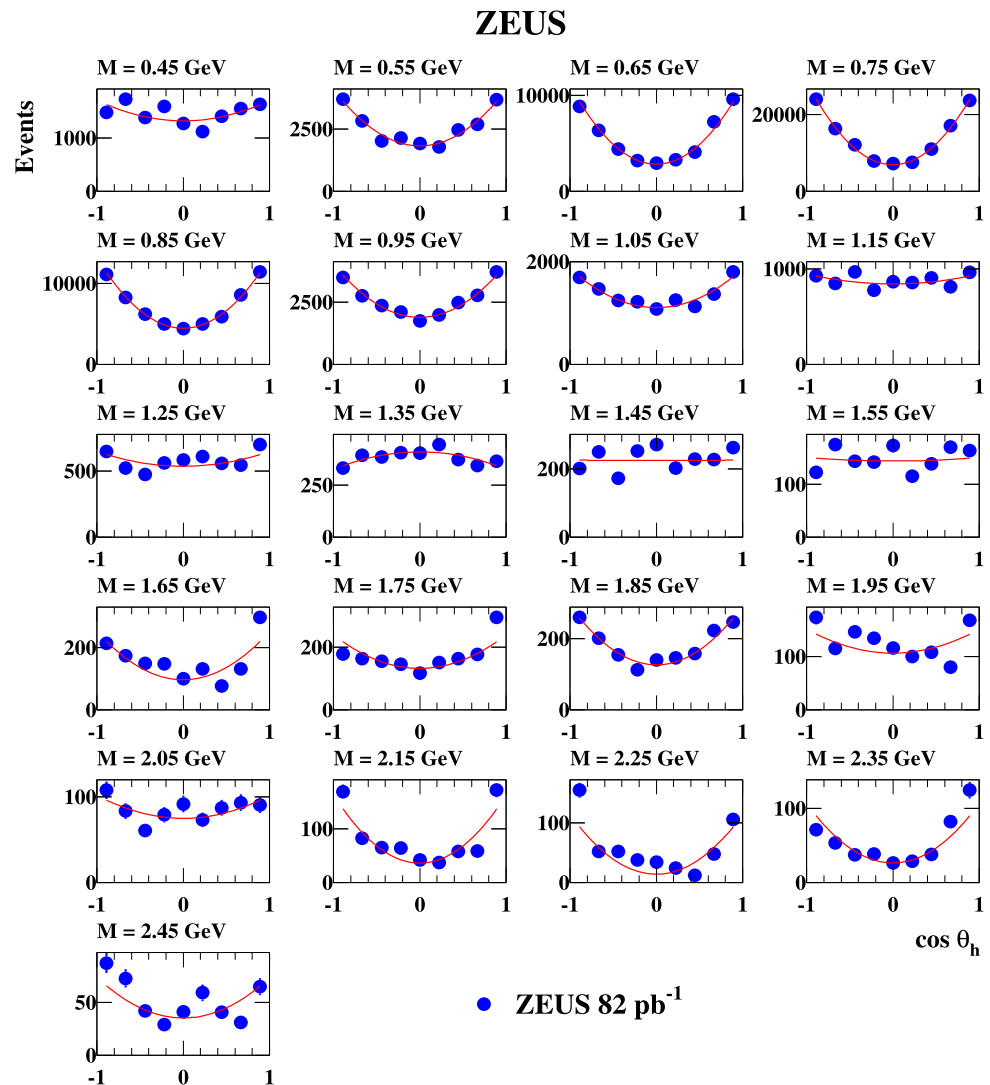 ZEUS
M = 0.45 GeV M = 0.55 GeV M = 0.65 GeV M = 0.75 GeV
Events
1000
0
2500
0
10000
5000
0
20000
0
-1 0 1 -1 0 1 -1 0 1 -1 0 1
M = 0.85 GeV M = 0.95 GeV M = 1.05 GeV M = 1.15 GeV
10000
0
2500
0
2000
1000
0
1000
0
-1 0 1 -1 0 1 -1 0 1 -1 0 1
M = 1.25 GeV M = 1.35 GeV M = 1.45 GeV M = 1.55 GeV
500
0
250
0
200
0
100
0
-1 0 1 -1 0 1 -1 0 1 -1 0 1
M = 1.65 GeV M = 1.75 GeV M = 1.85 GeV M = 1.95 GeV
200
0
200
0
200
0
100
0
-1 0 1 -1 0 1 -1 0 1 -1 0 1
M = 2.05 GeV M = 2.15 GeV M = 2.25 GeV M = 2.35 GeV
100
0
100
0
100
0
100
50
0
-1 0 1 -1 0 1 -1 0 1 -1 0 1
M = 2.45 GeV
cos θh
50
0
-1 0 1
ZEUS 82 pb-1